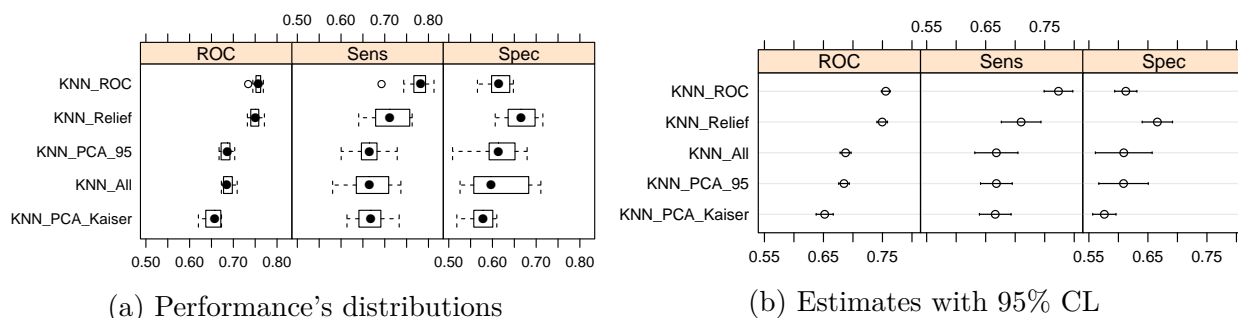 0.50 0.60 0.70 0.80
ROC Sens Spec
KNN_ROC
KNN_Relief
KNN_PCA_95
KNN_All
KNN_PCA_Kaiser
0.50 0.60 0.70 0.80 0.50 0.60 0.70 0.80
(a) Performance's distributions
0.55 0.65 0.75
ROC Sens Spec
KNN_ROC
KNN_Relief
KNN_All
KNN_PCA_95
KNN_PCA_Kaiser
0.55 0.65 0.75 0.55 0.65 0.75
(b) Estimates with 95% CL